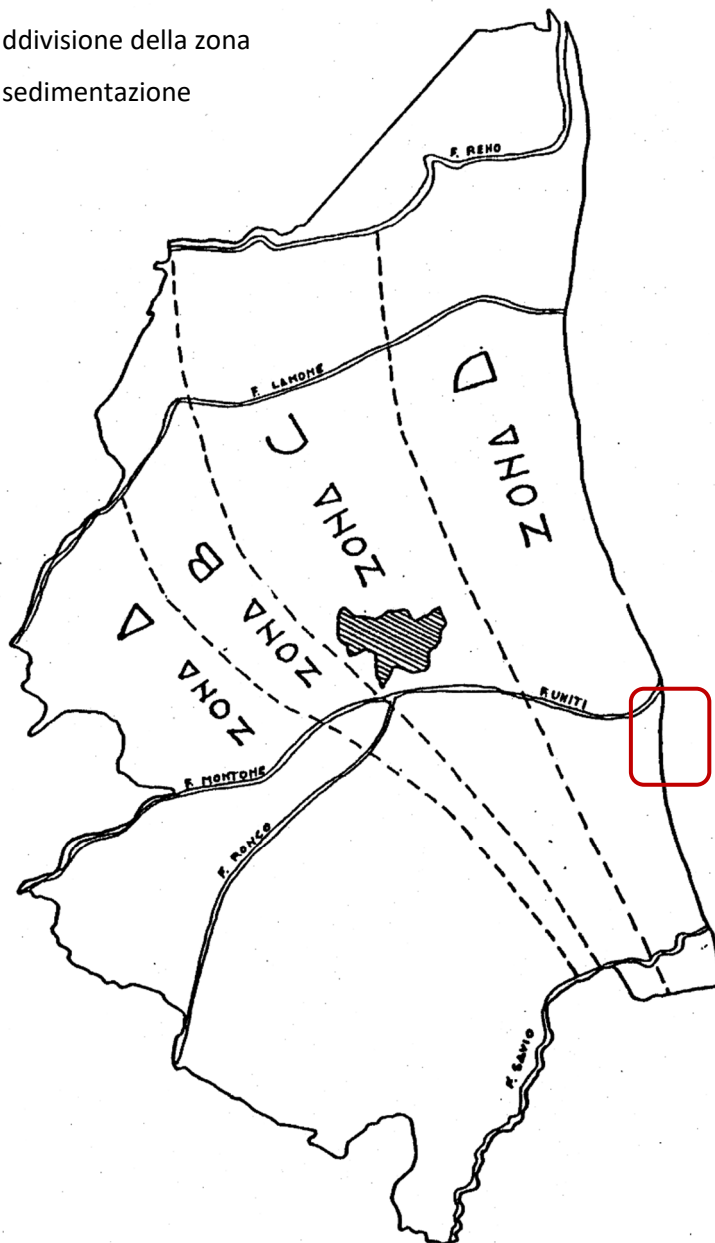 ddivisione della zona
sedimentazione
F. RENO
F. LAMONE
ZONA D
ZONA C
ZONA B
ZONA A
F. UNITI
F. MONTONE
F. RONCO
F. SAVIO